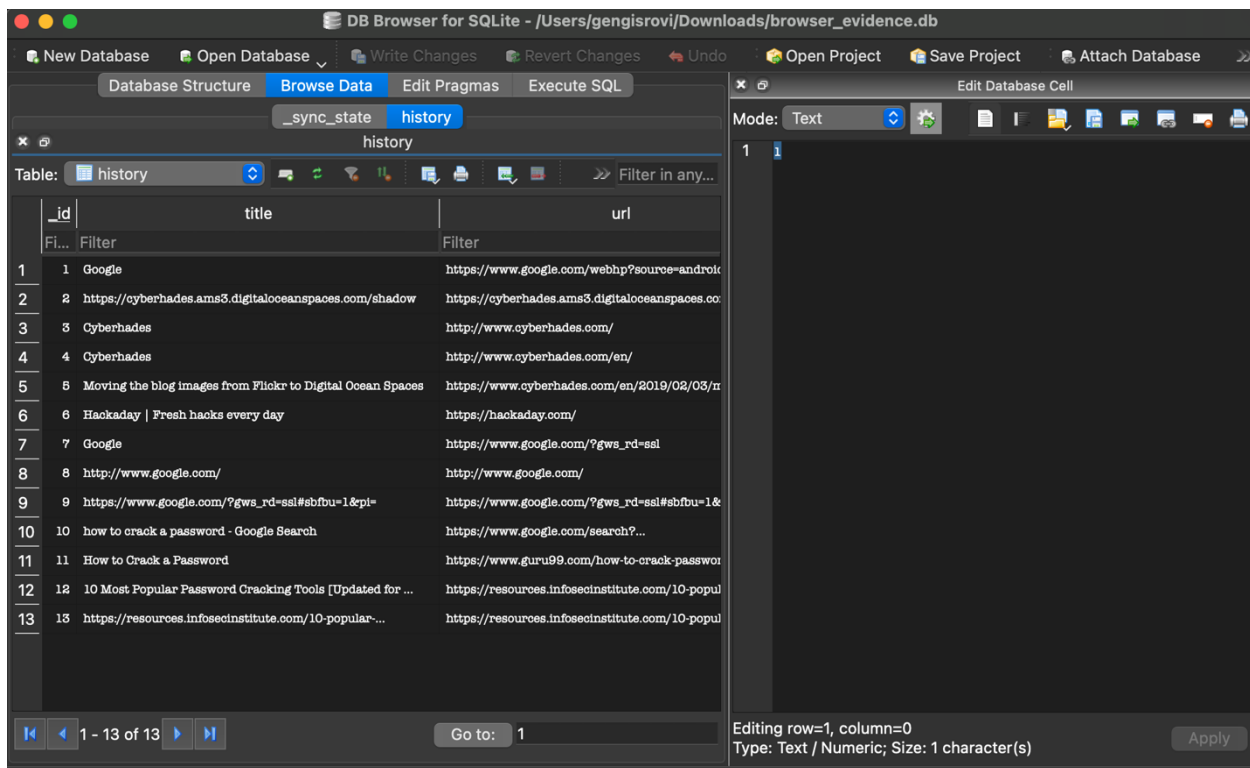 DB Browser for SQLite - /Users/gengisrovi/Downloads/browser_evidence.db
New Database Open Database Write Changes Revert Changes Undo Open Project Save Project Attach Database
Database Structure Browse Data Edit Pragmas Execute SQL
Edit Database Cell
_sync_state history
Mode: Text
history
1 1
Table: history Filter in any...
_id title url
Fi... Filter Filter
1 1 Google https://www.google.com/webhp?source=android
2 2 https://cyberhades.ams3.digitaloceanspaces.com/shadow https://cyberhades.ams3.digitaloceanspaces.co
3 3 Cyberhades http://www.cyberhades.com/
4 4 Cyberhades http://www.cyberhades.com/en/
5 5 Moving the blog images from Flickr to Digital Ocean Spaces https://www.cyberhades.com/en/2019/02/03/m
6 6 Hackaday | Fresh hacks every day https://hackaday.com/
7 7 Google https://www.google.com/?gws_rd=ssl
8 8 http://www.google.com/ http://www.google.com/
9 9 https://www.google.com/?gws_rd=ssl#sbfbu=1&pi= https://www.google.com/?gws_rd=ssl#sbfbu=1&
10 10 how to crack a password - Google Search https://www.google.com/search?...
11 11 How to Crack a Password https://www.guru99.com/how-to-crack-passwor
12 12 10 Most Popular Password Cracking Tools [Updated for ... https://resources.infosecinstitute.com/10-popul
13 13 https://resources.infosecinstitute.com/10-popular-... https://resources.infosecinstitute.com/10-popul
1 - 13 of 13 Go to: 1
Editing row=1, column=0
Type: Text / Numeric; Size: 1 character(s)
Apply